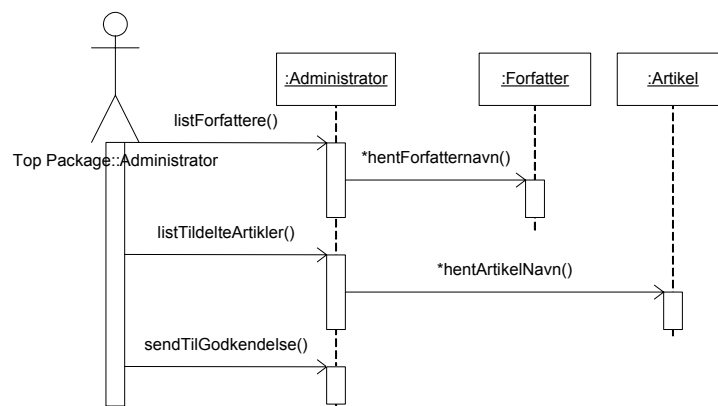 :Administrator
:Forfatter
:Artikel
listForfattere()
Top Package::Administrator
*hentForfatternavn()
listTildelteArtikler()
*hentArtikelNavn()
sendTilGodkendelse()